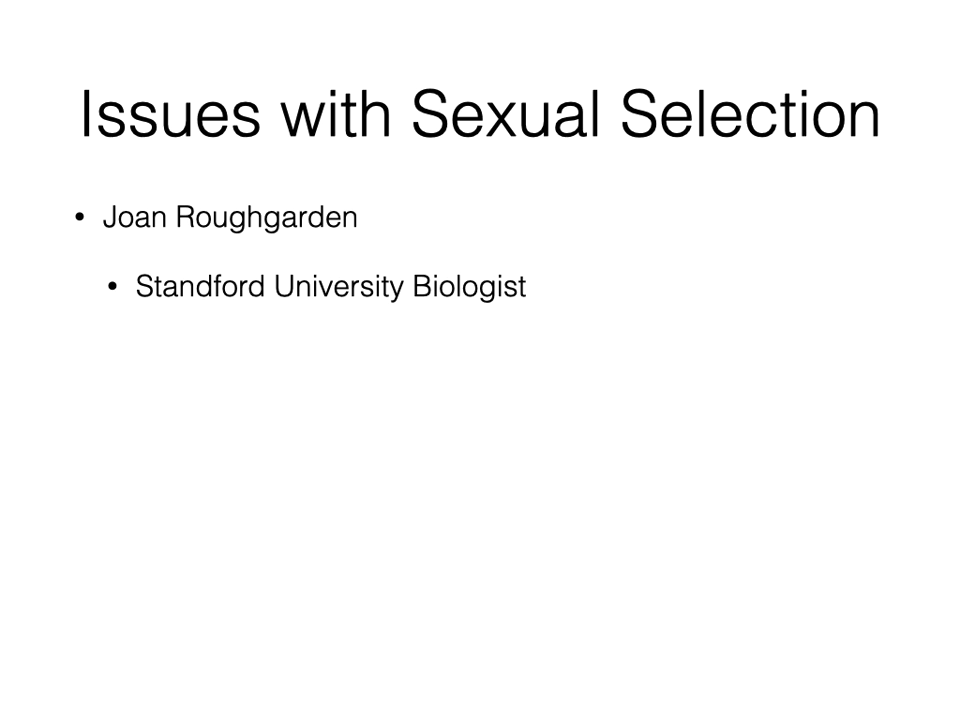 Issues with Sexual Selection
• Joan Roughgarden
• Standford University Biologist